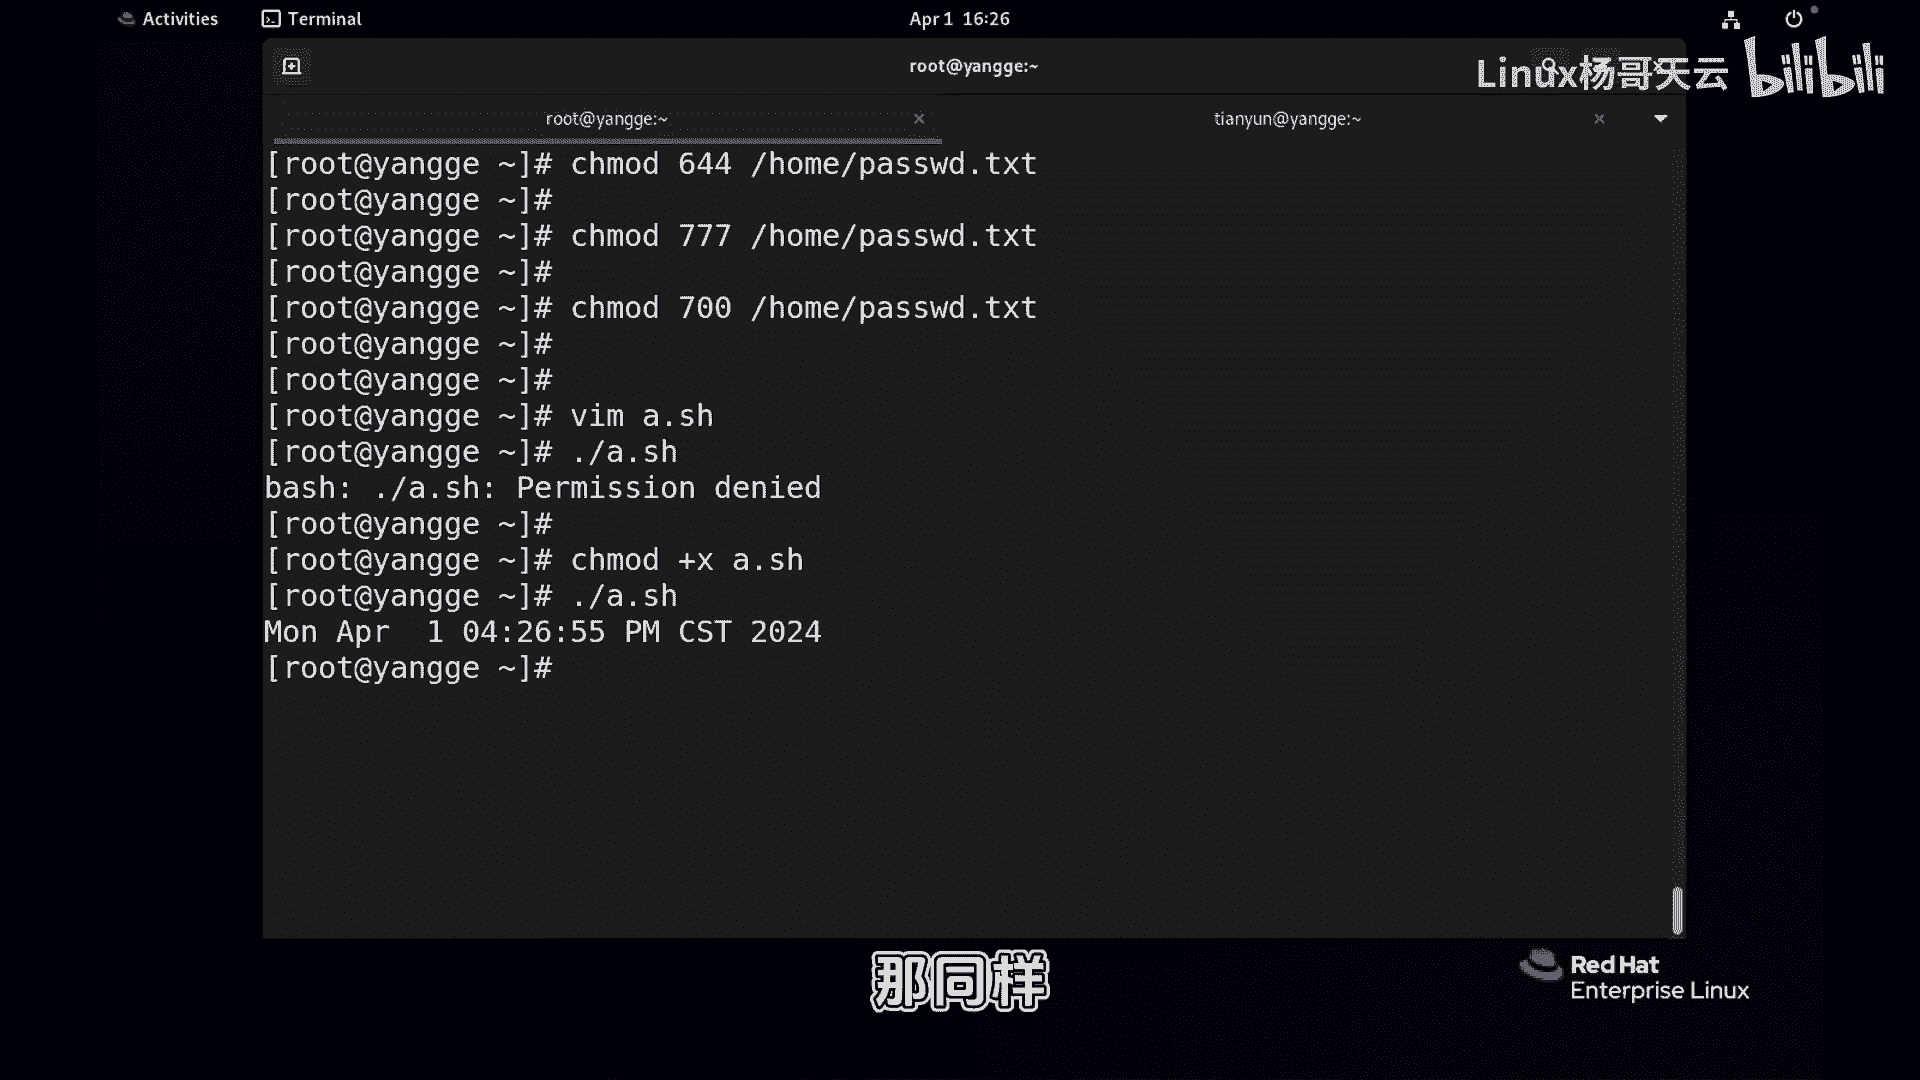 Activities
Terminal
Apr 1 16:26
root@yangge:~
Linux杨哥天云 bilibili
root@yangge:~
tianyun@yangge:~
[root@yangge ~]# chmod 644 /home/passwd.txt
[root@yangge ~]#
[root@yangge ~]# chmod 777 /home/passwd.txt
[root@yangge ~]#
[root@yangge ~]# chmod 700 /home/passwd.txt
[root@yangge ~]#
[root@yangge ~]#
[root@yangge ~]# vim a.sh
[root@yangge ~]# ./a.sh
bash: ./a.sh: Permission denied
[root@yangge ~]#
[root@yangge ~]# chmod +x a.sh
[root@yangge ~]# ./a.sh
Mon Apr  1 04:26:55 PM CST 2024
[root@yangge ~]#
那同样
Red Hat
Enterprise Linux